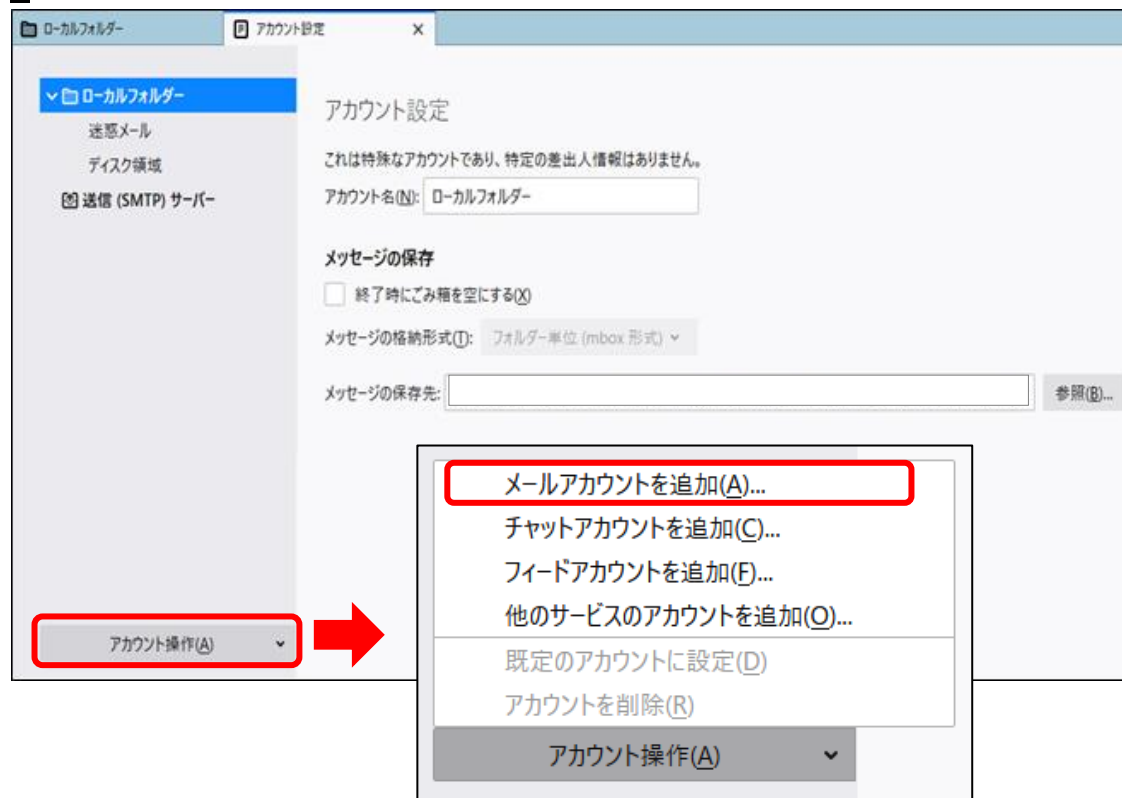 ローカルフォルダー
アカウント設定
ローカルフォルダー
迷惑メール
ディスク領域
送信 (SMTP) サーバー
アカウント操作(A)
アカウント設定
これは特殊なアカウントであり、特定の差出人情報はありません。
アカウント名(N): ローカルフォルダー
メッセージの保存
終了時にごみ箱を空にする(X)
メッセージの格納形式(T): フォルダー単位 (mbox 形式)
メッセージの保存先: 参照(B)...
メールアカウントを追加(A)...
チャットアカウントを追加(C)...
フィードアカウントを追加(F)...
他のサービスのアカウントを追加(O)...
既定のアカウントに設定(D)
アカウントを削除(R)
アカウント操作(A)